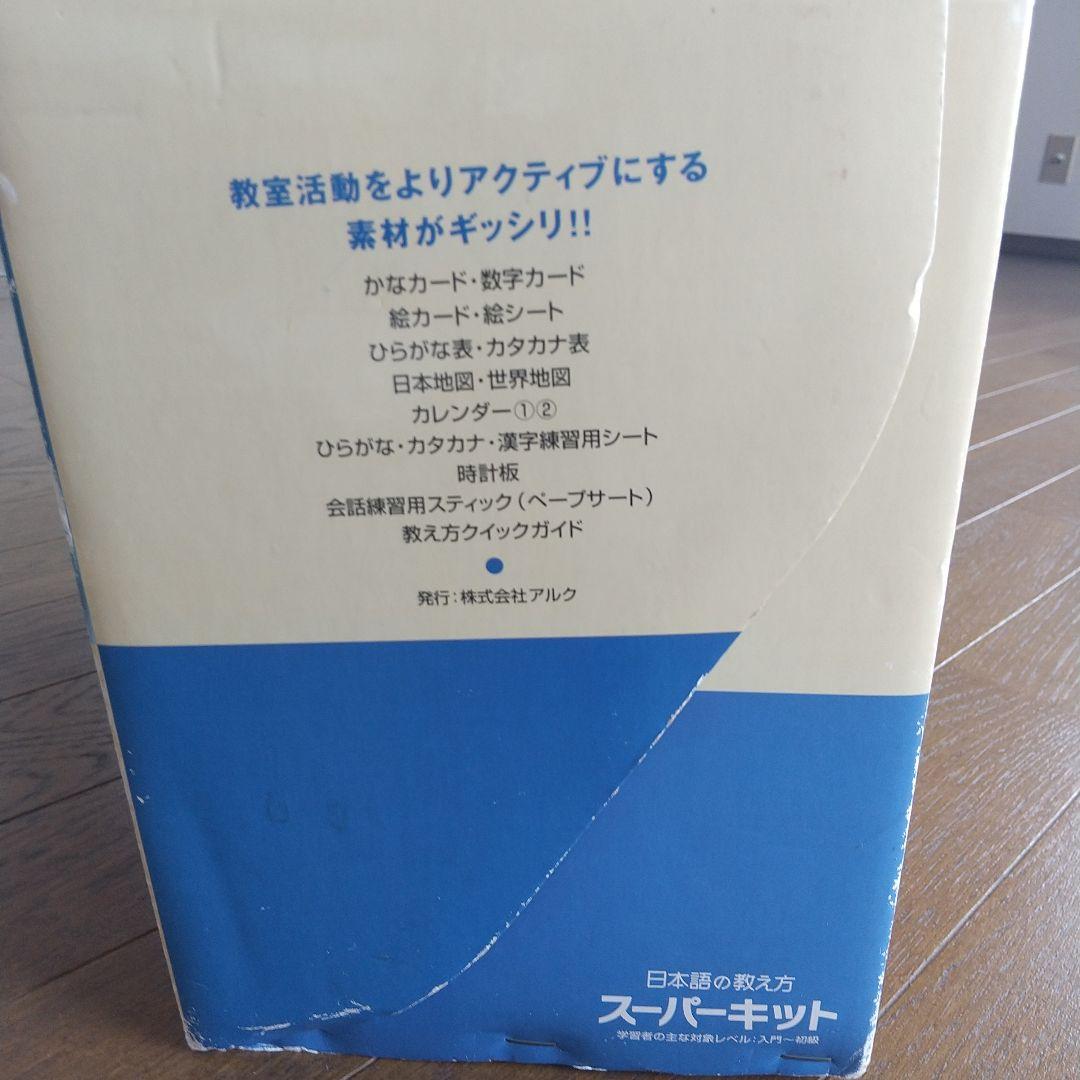 教室活動をよりアクティブにする
素材がギッシリ!!
かなカード・数字カード
絵カード・絵シート
ひらがな表・カタカナ表
日本地図・世界地図
カレンダー①②
ひらがな・カタカナ・漢字練習用シート
時計板
会話練習用スティック(ペープサート)
教え方クイックガイド
発行:株式会社アルク
日本語の教え方
スーパーキット
学習者の主な対象レベル:入門〜初級